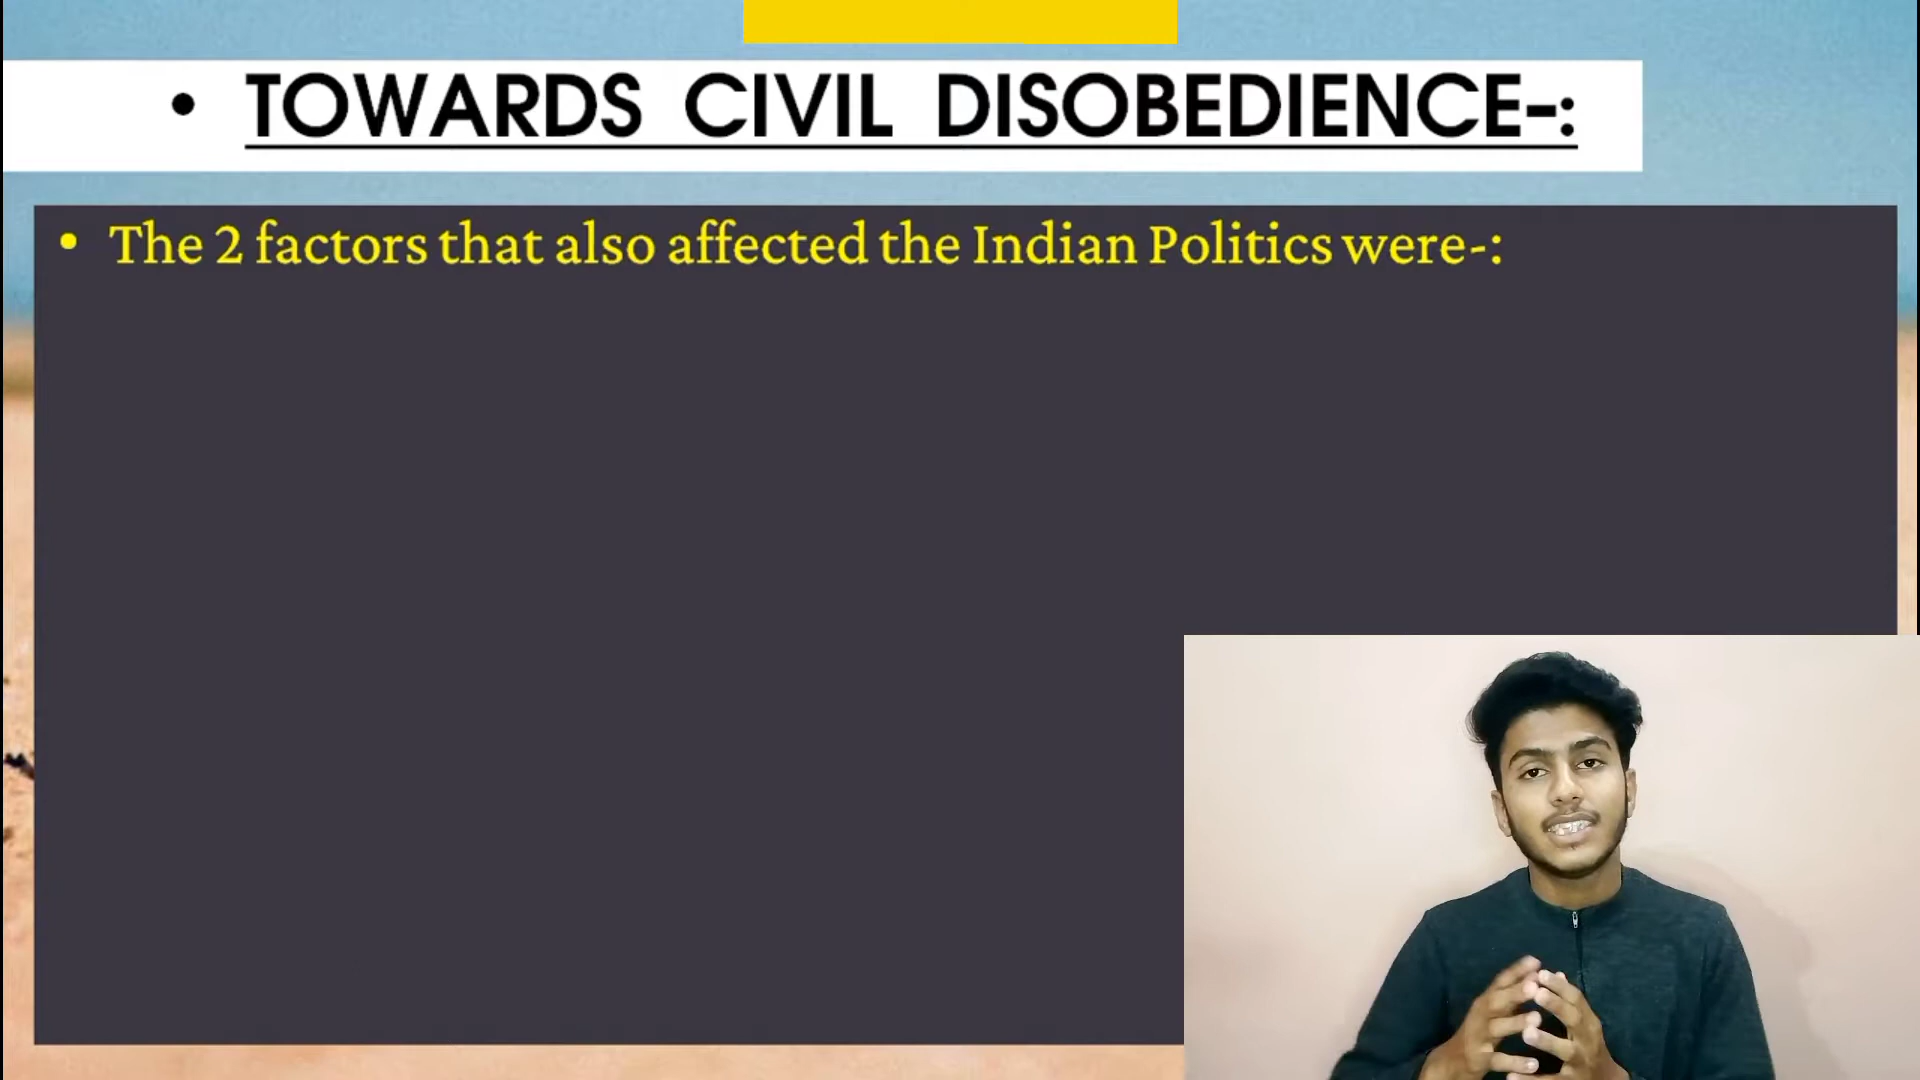 • TOWARDS CIVIL DISOBEDIENCE-:
• The 2 factors that also affected the Indian Politics were-: